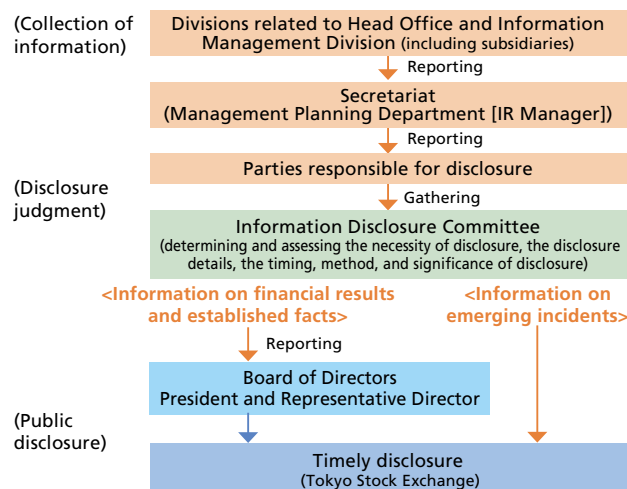 (Collection of
information)
Divisions related to Head Office and Information
Management Division (including subsidiaries)
Reporting
Secretariat
(Management Planning Department [IR Manager])
Reporting
Parties responsible for disclosure
(Disclosure
judgment)
Gathering
Information Disclosure Committee
(determining and assessing the necessity of disclosure, the disclosure
details, the timing, method, and significance of disclosure)
<Information on financial results
and established facts>
<Information on
emerging incidents>
Reporting
Board of Directors
President and Representative Director
(Public
disclosure)
Timely disclosure
(Tokyo Stock Exchange)